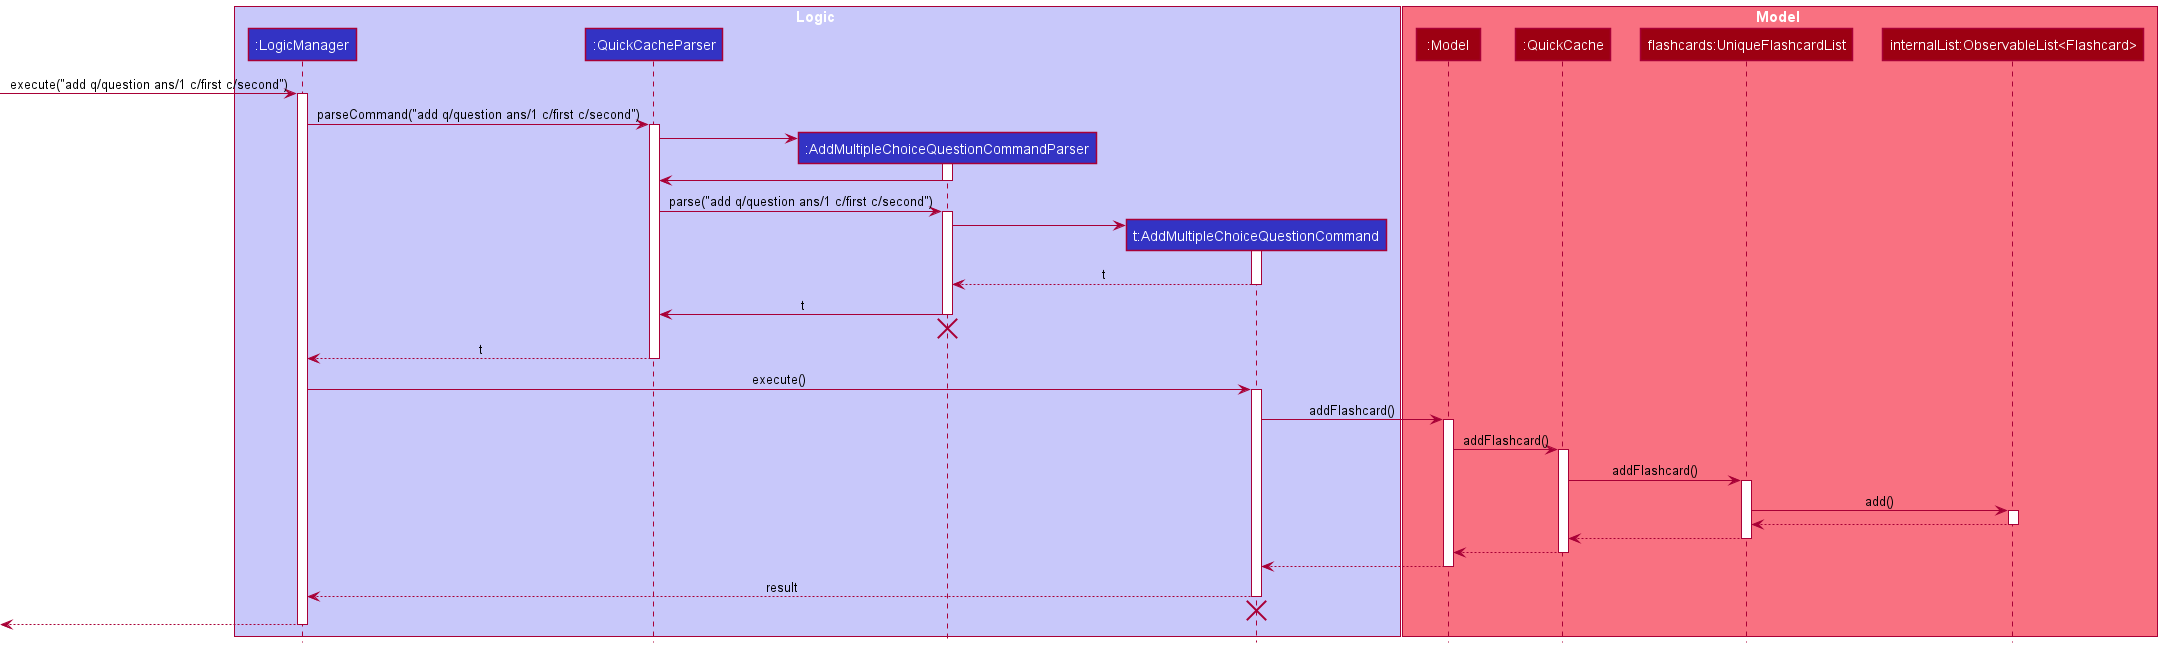 Logic
Model
:LogicManager
:QuickCacheParser
:Model
:QuickCache
flashcards:UniqueFlashcardList
internalList:ObservableList<Flashcard>
execute("add q/question ans/1 c/first c/second")
parseCommand("add q/question ans/1 c/first c/second")
:AddMultipleChoiceQuestionCommandParser
parse("add q/question ans/1 c/first c/second")
t:AddMultipleChoiceQuestionCommand
t
t
t
execute()
addFlashcard()
addFlashcard()
addFlashcard()
add()
result